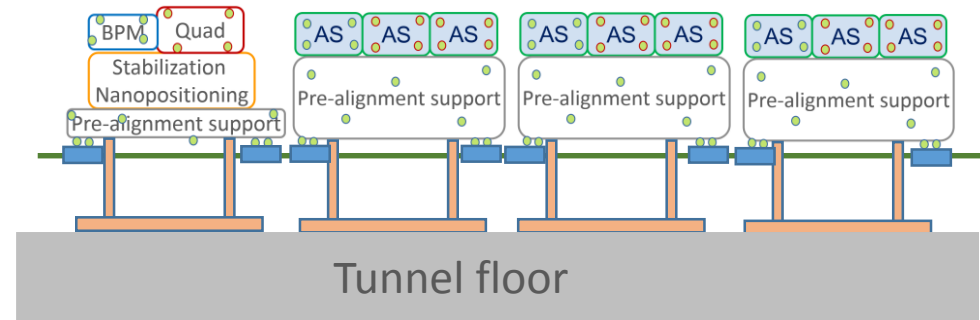 BPM
Quad
AS
AS
AS
AS
AS
AS
AS
AS
AS
Stabilization
Nanopositioning
Pre-alignment support
Pre-alignment support
Pre-alignment support
Pre-alignment support
Tunnel floor